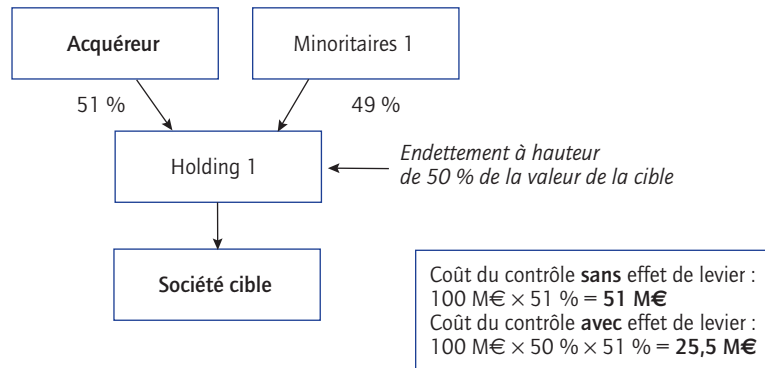 Acquéreur
Minoritaires 1
51 %
49 %
Holding 1
Endettement à hauteur
de 50 % de la valeur de la cible
Société cible
Coût du contrôle sans effet de levier :
100 M€ × 51 % = 51 M€
Coût du contrôle avec effet de levier :
100 M€ × 50 % × 51 % = 25,5 M€